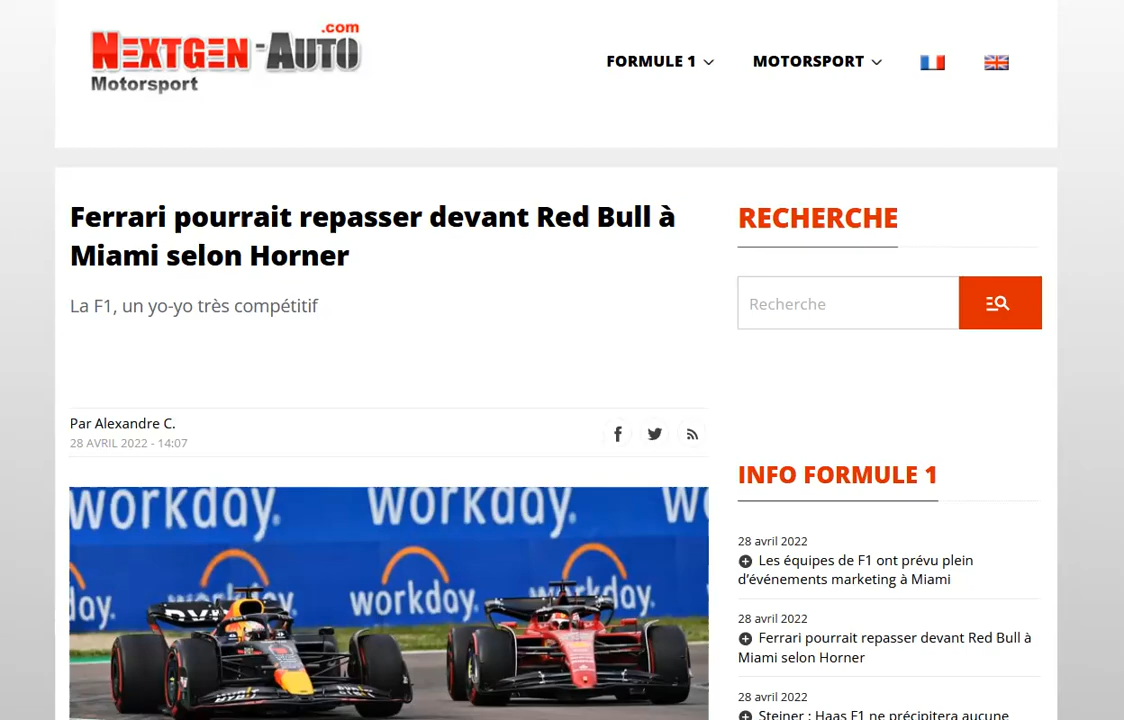 .com
NEXTGEN-AUTO
Motorsport
FORMULE 1
MOTORSPORT
Ferrari pourrait repasser devant Red Bull à
Miami selon Horner
La F1, un yo-yo très compétitif
Par Alexandre C.
28 AVRIL 2022 - 14:07
workday. workday. w
day. workday. workday.
RECHERCHE
Recherche
INFO FORMULE 1
28 avril 2022
Les équipes de F1 ont prévu plein
d’événements marketing à Miami
28 avril 2022
Ferrari pourrait repasser devant Red Bull à
Miami selon Horner
28 avril 2022
Steiner : Haas F1 ne précipitera aucune